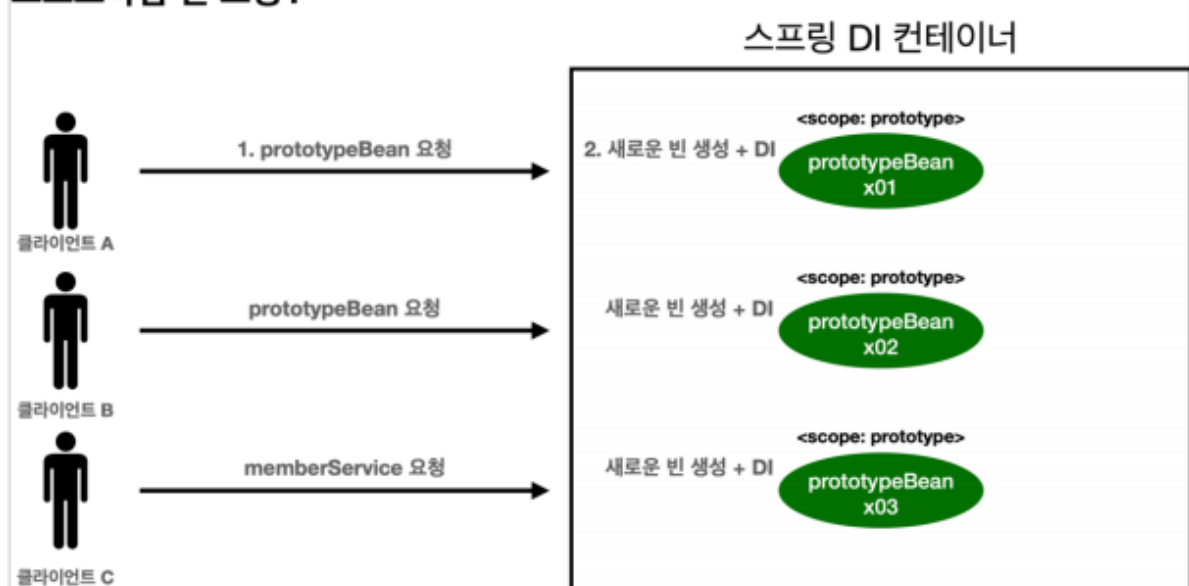 스프링 DI 컨테이너
<scope: prototype>
1. prototypeBean 요청
2. 새로운 빈 생성 + DI
prototypeBean
x01
클라이언트 A
<scope: prototype>
prototypeBean 요청
새로운 빈 생성 + DI
prototypeBean
x02
클라이언트 B
<scope: prototype>
memberService 요청
새로운 빈 생성 + DI
prototypeBean
x03
클라이언트 C